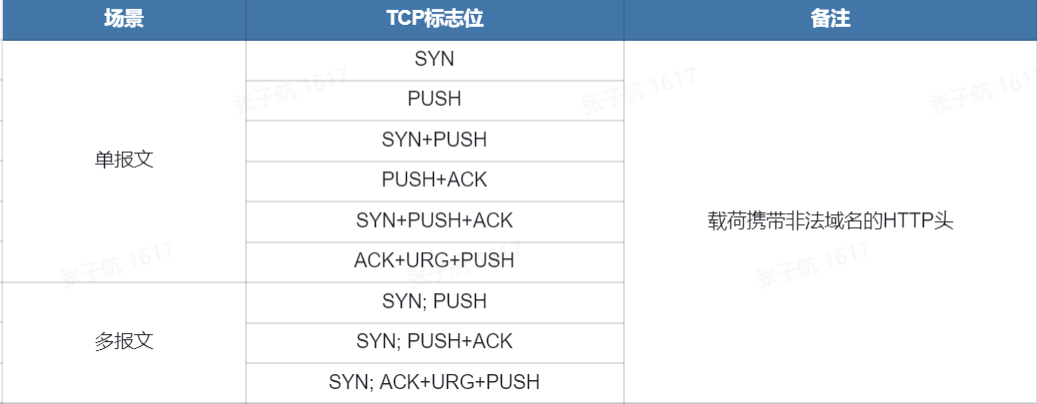 场景
TCP标志位
备注
SYN
PUSH
SYN+PUSH
单报文
PUSH+ACK
SYN+PUSH+ACK
载荷携带非法域名的HTTP头
ACK+URG+PUSH
SYN; PUSH
多报文
SYN; PUSH+ACK
SYN; ACK+URG+PUSH
张子航 1617
张子航 1617
张子航 1617
张子航 1617
张子航 1617